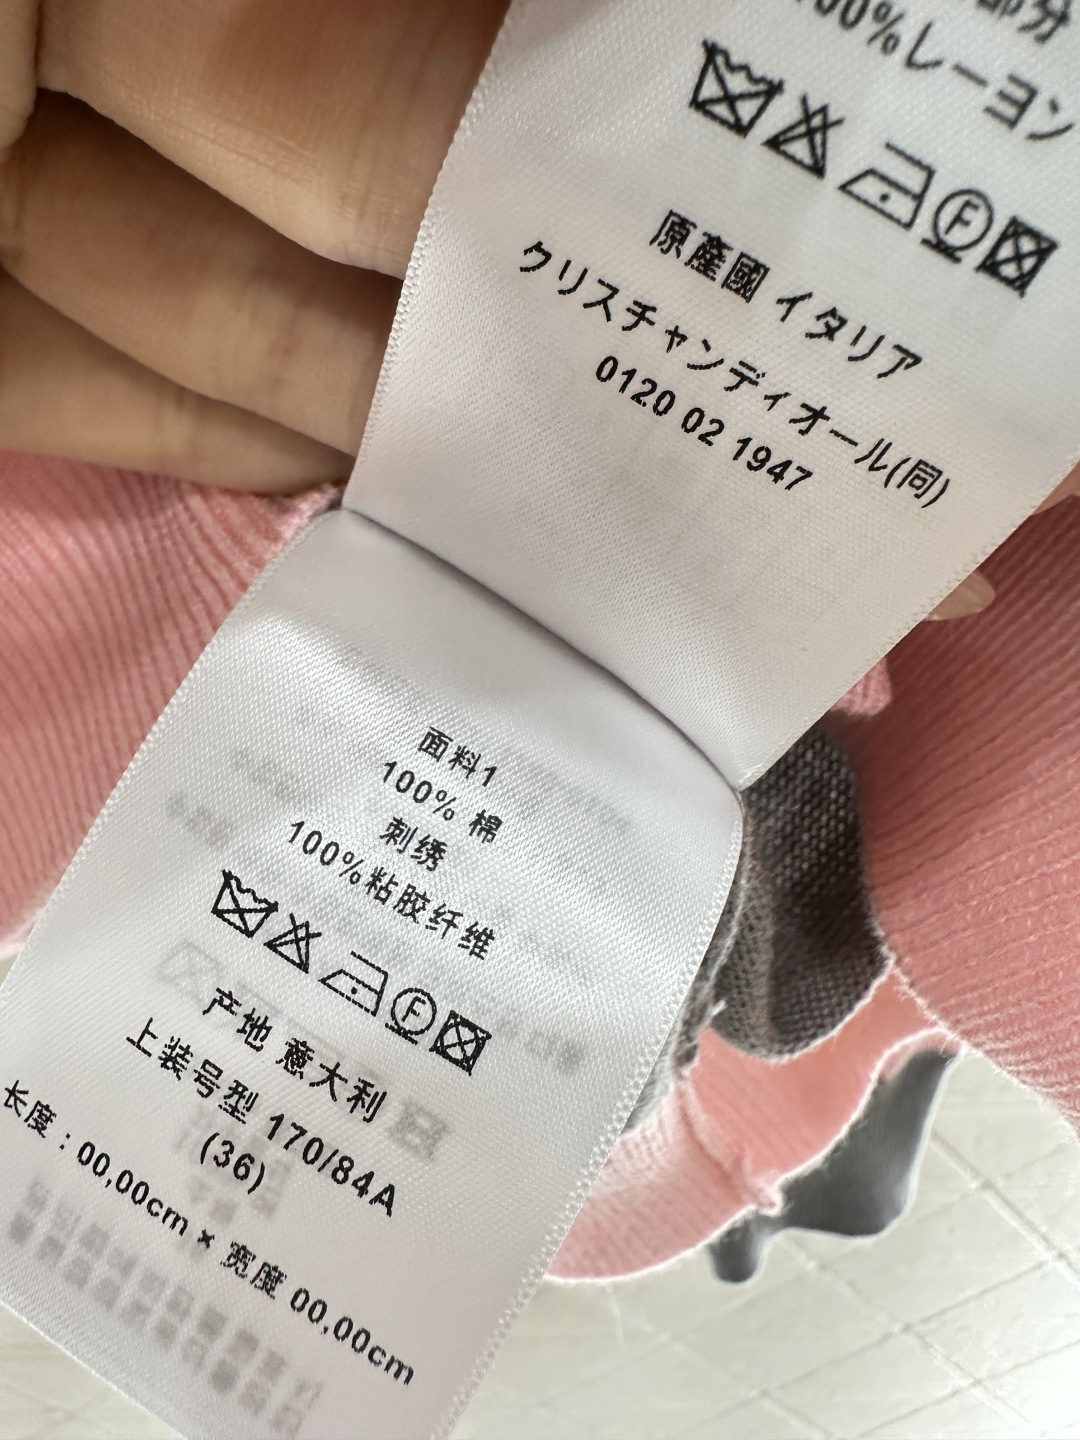 部分
100%レーヨン
F
原産國 イタリア
クリスチャンディオール(同)
0120 02 1947
面料1
100% 棉
刺绣
100%粘胶纤维
F
产地 意大利
上装号型 170/84A
(36)
长度：00,00cm × 宽度 00,00cm